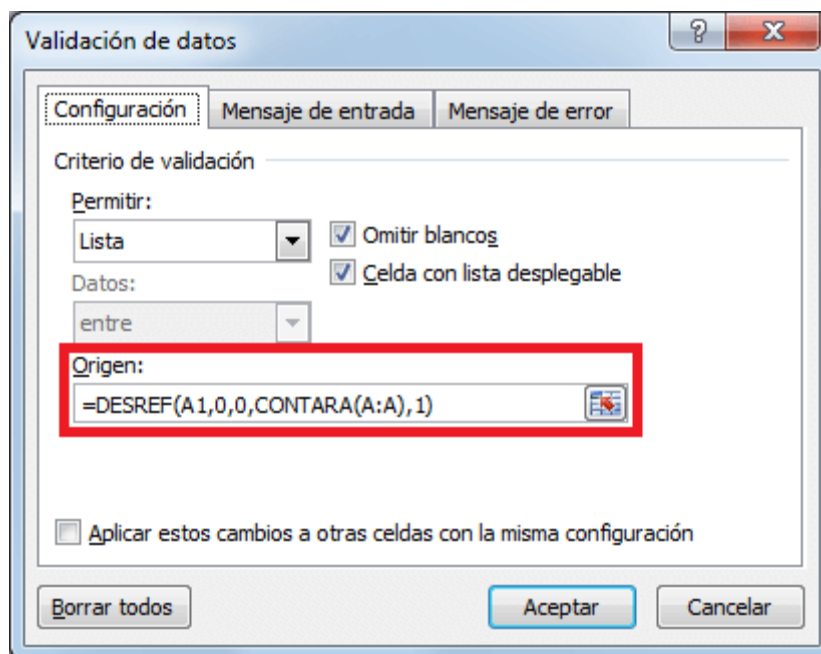 Validación de datos
?
Configuración Mensaje de entrada Mensaje de error
Criterio de validación
Permitir:
Lista
Omitir blancos
Datos:
Celda con lista desplegable
entre
Origen:
=DESREF(A1,0,0,CONTARA(A:A),1)
Aplicar estos cambios a otras celdas con la misma configuración
Borrar todos Aceptar Cancelar